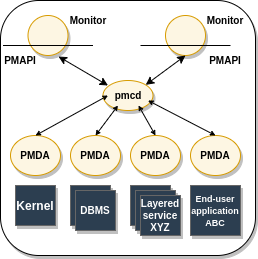 Monitor Monitor
PMAPI PMAPI
pmcd
PMDA PMDA PMDA PMDA
Kernel
DBMS
Layered
service
XYZ
End-user
application
ABC